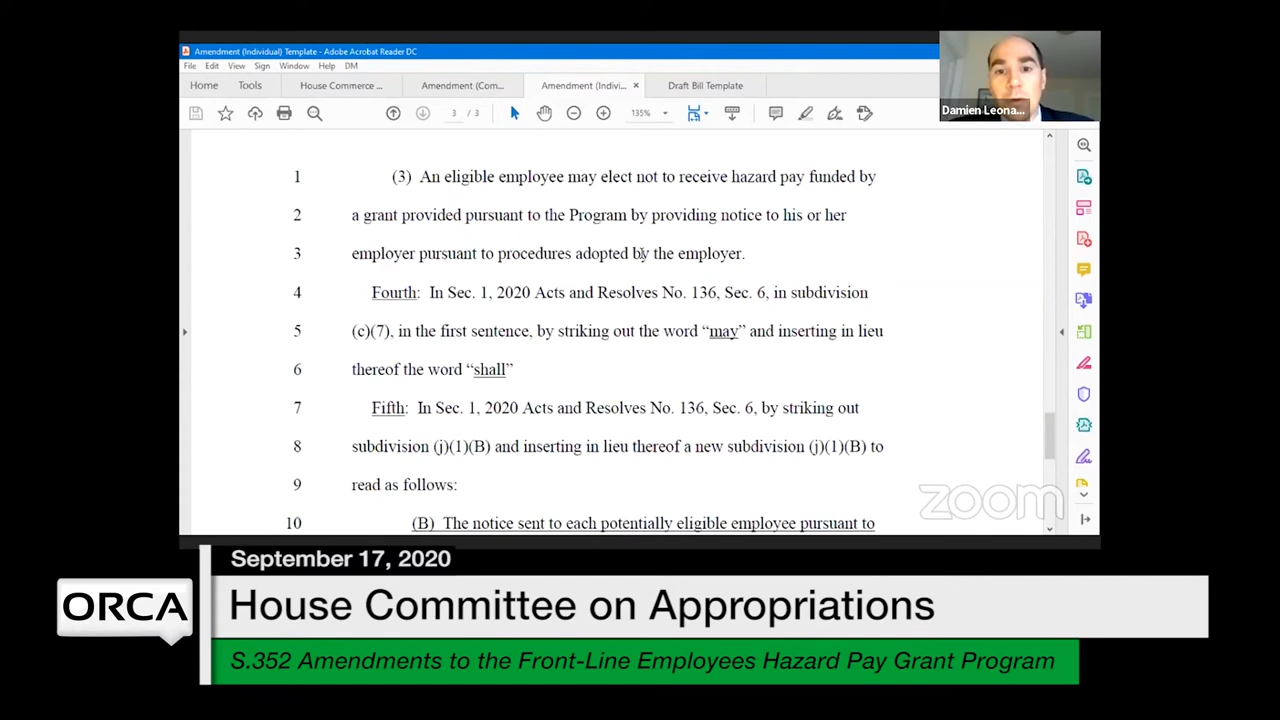 Amendment (Individual) Template - Adobe Acrobat Reader DC
File Edit View Sign Window Help DM
Home Tools House Commerce ... Amendment (Com... Amendment (Indivi... × Draft Bill Template
3 / 3 135%
Damien Leona...
1 (3) An eligible employee may elect not to receive hazard pay funded by
2 a grant provided pursuant to the Program by providing notice to his or her
3 employer pursuant to procedures adopted by the employer.
4 Fourth: In Sec. 1, 2020 Acts and Resolves No. 136, Sec. 6, in subdivision
5 (c)(7), in the first sentence, by striking out the word “may” and inserting in lieu
6 thereof the word “shall”
7 Fifth: In Sec. 1, 2020 Acts and Resolves No. 136, Sec. 6, by striking out
8 subdivision (j)(1)(B) and inserting in lieu thereof a new subdivision (j)(1)(B) to
9 read as follows:
10 (B) The notice sent to each potentially eligible employee pursuant to
zoom
September 17, 2020
ORCA
House Committee on Appropriations
S.352 Amendments to the Front-Line Employees Hazard Pay Grant Program